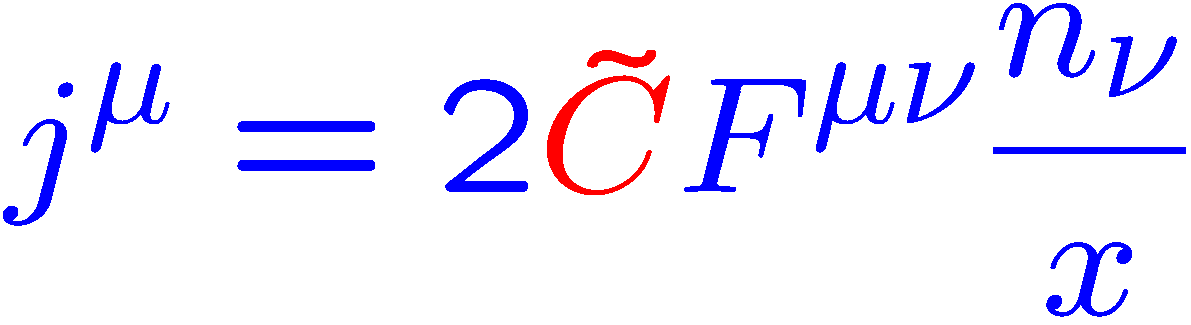 j^μ = 2C̃F^{μν} n_ν/x